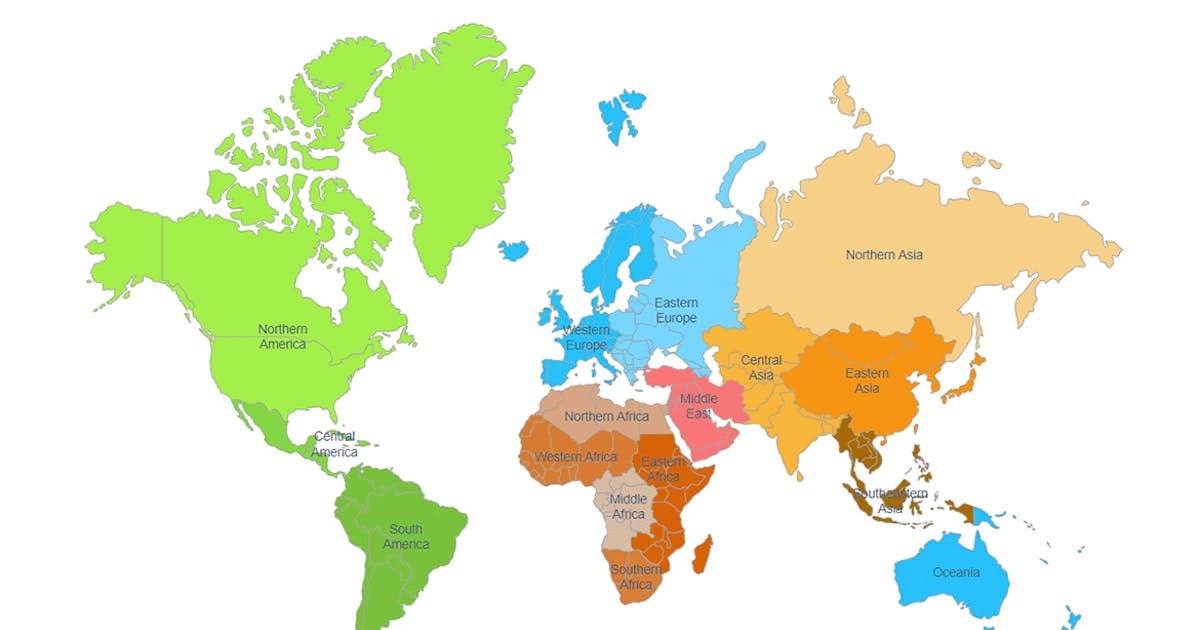 Northern Asia
Eastern
Europe
Northern
America
Western
Europe
Central
Asia
Eastern
Asia
Middle
East
Northern Africa
Central
America
Western Africa
Eastern
Africa
Middle
Africa
Southeastern
Asia
South
America
Southern
Africa
Oceania